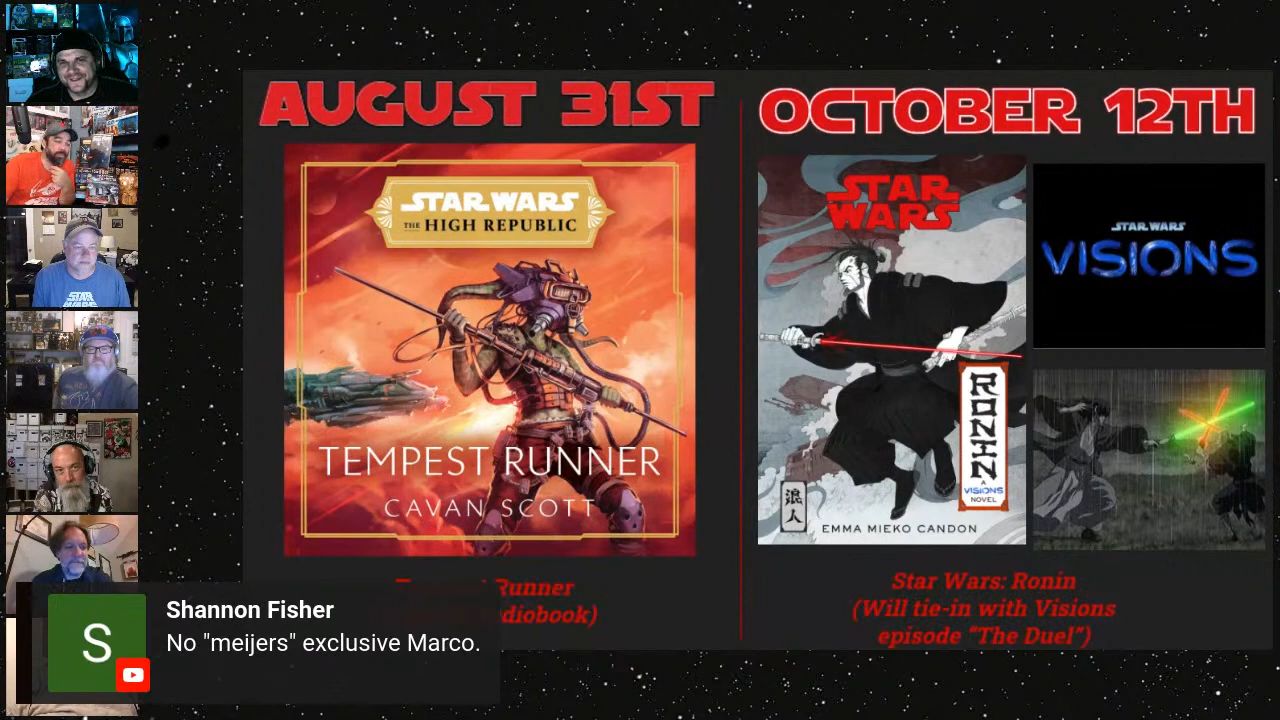 AUGUST 31ST
STAR WARS
THE HIGH REPUBLIC
TEMPEST RUNNER
CAVAN SCOTT
Runner
OCTOBER 12TH
STAR
WARS
RONIN
A
VISIONS
NOVEL
浪人
EMMA MIEKO CANDON
STAR WARS
VISIONS
Star Wars: Ronin
(Will tie-in with Visions
episode "The Duel")
STAR
WARS
S
Shannon Fisher
No "meijers" exclusive Marco.